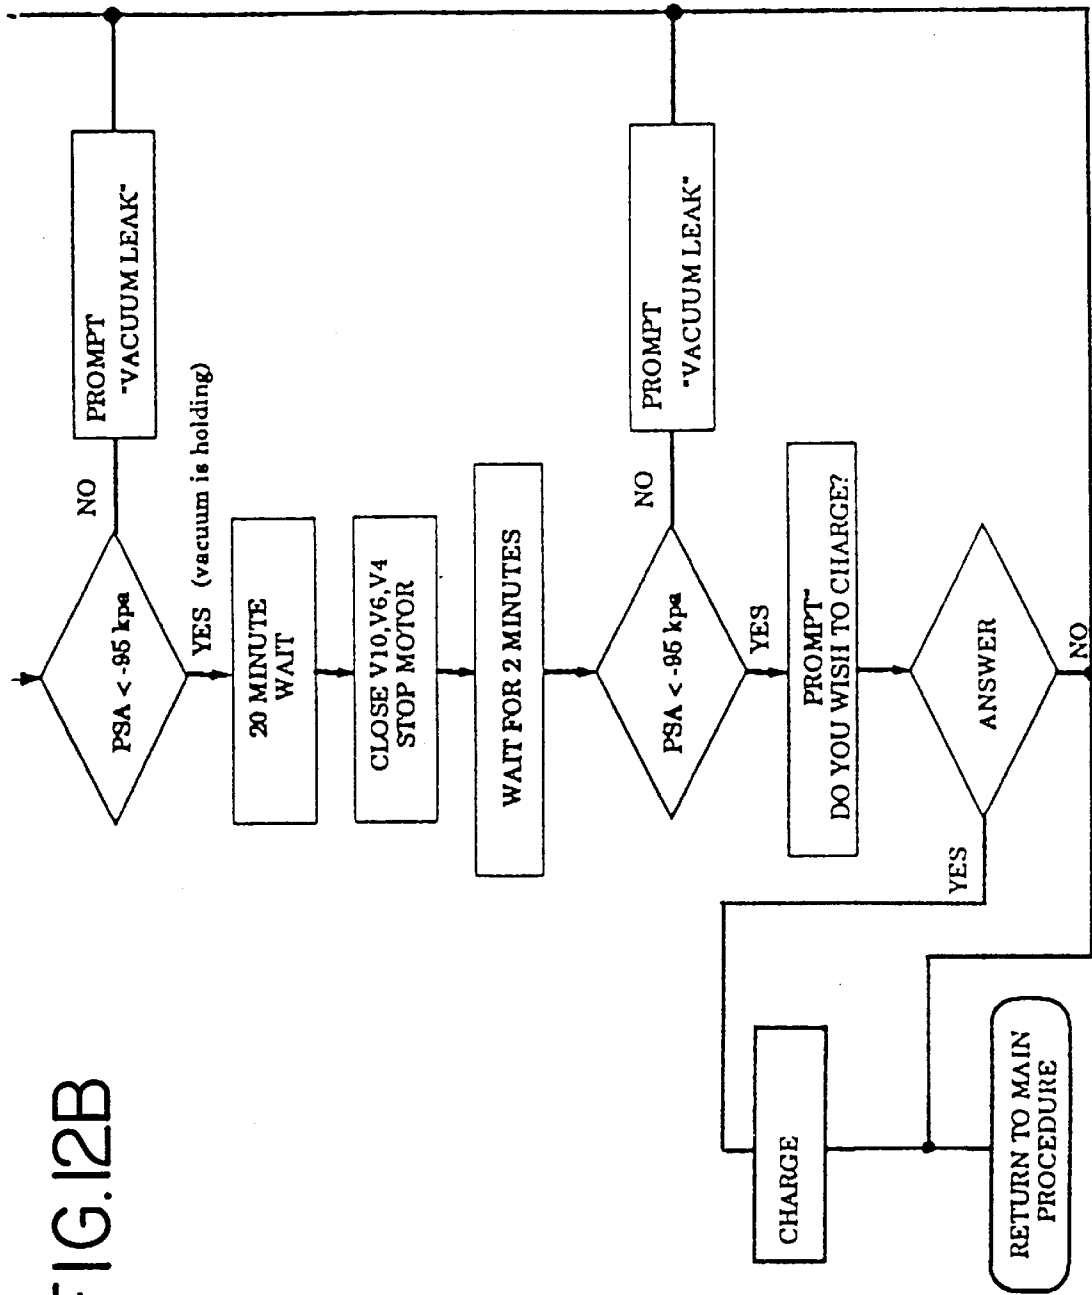 FIG.12B
PSA < -95 kpa
NO
PROMPT
"VACUUM LEAK"
YES (vacuum is holding)
20 MINUTE
WAIT
CLOSE V10,V6,V4
STOP MOTOR
WAIT FOR 2 MINUTES
PSA < -95 kpa
NO
PROMPT
"VACUUM LEAK"
YES
PROMPT-
DO YOU WISH TO CHARGE?
ANSWER
YES
NO
CHARGE
RETURN TO MAIN
PROCEDURE